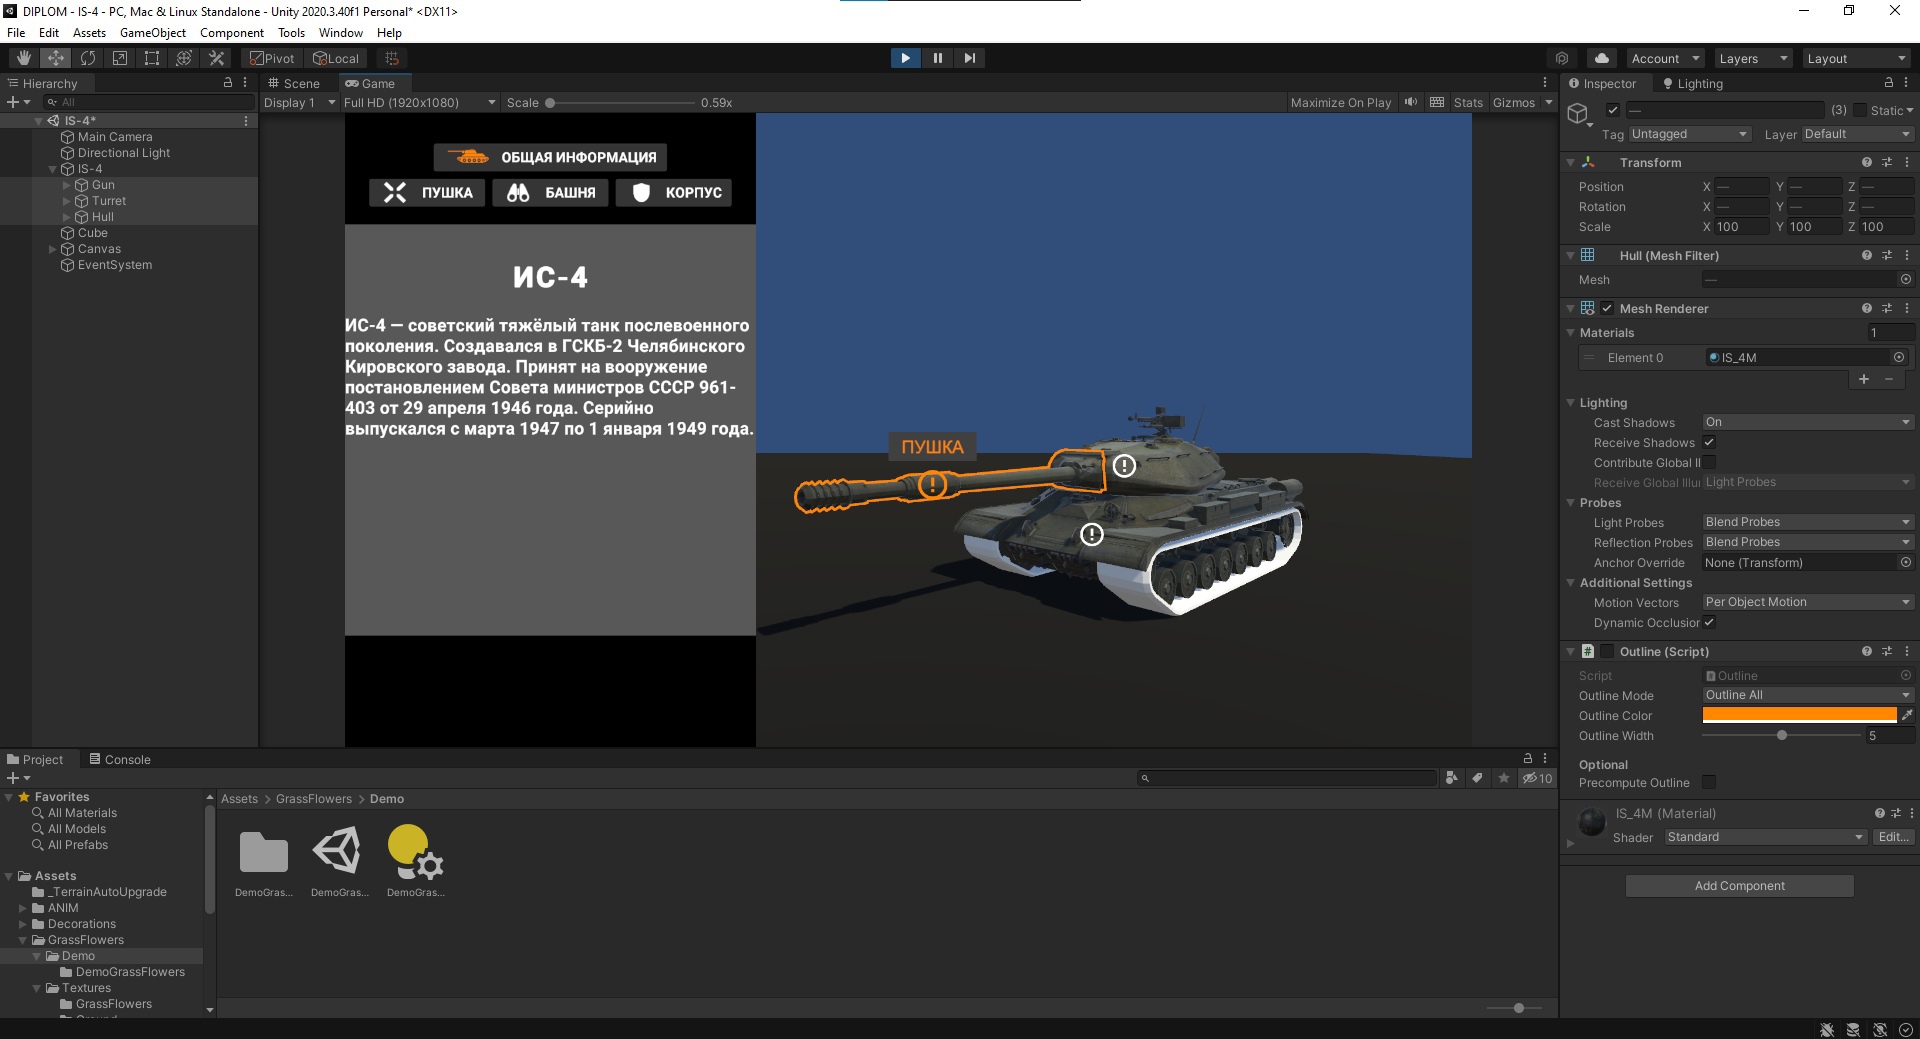 DIPLOM - IS-4 - PC, Mac & Linux Standalone - Unity 2020.3.40f1 Personal* <DX11>
File Edit Assets GameObject Component Tools Window Help
Pivot Local Account Layers Layout
Hierarchy
All
IS-4*
Main Camera
Directional Light
IS-4
Gun
Turret
Hull
Cube
Canvas
EventSystem
Scene Game
Display 1 Full HD (1920x1080) Scale 0.59x Maximize On Play Stats Gizmos
ОБЩАЯ ИНФОРМАЦИЯ
ПУШКА БАШНЯ КОРПУС
ИС-4
ИС-4 — советский тяжёлый танк послевоенного
поколения. Создавался в ГСКБ-2 Челябинского
Кировского завода. Принят на вооружение
постановлением Совета министров СССР 961-
403 от 29 апреля 1946 года. Серийно
выпускался с марта 1947 по 1 января 1949 года.
ПУШКА
Inspector Lighting
— (3) Static
Tag Untagged Layer Default
Transform
Position X — Y — Z —
Rotation X — Y — Z —
Scale X 100 Y 100 Z 100
Hull (Mesh Filter)
Mesh —
Mesh Renderer
Materials 1
Element 0 IS_4M
+ −
Lighting
Cast Shadows On
Receive Shadows
Contribute Global Il
Receive Global Illu Light Probes
Probes
Light Probes Blend Probes
Reflection Probes Blend Probes
Anchor Override None (Transform)
Additional Settings
Motion Vectors Per Object Motion
Dynamic Occlusion
# Outline (Script)
Script Outline
Outline Mode Outline All
Outline Color
Outline Width 5
Optional
Precompute Outline
IS_4M (Material)
Shader Standard Edit...
Add Component
Project Console
10
Favorites
All Materials
All Models
All Prefabs
Assets
_TerrainAutoUpgrade
ANIM
Decorations
GrassFlowers
Demo
DemoGrassFlowers
Textures
GrassFlowers
Assets > GrassFlowers > Demo
DemoGras... DemoGras... DemoGras...